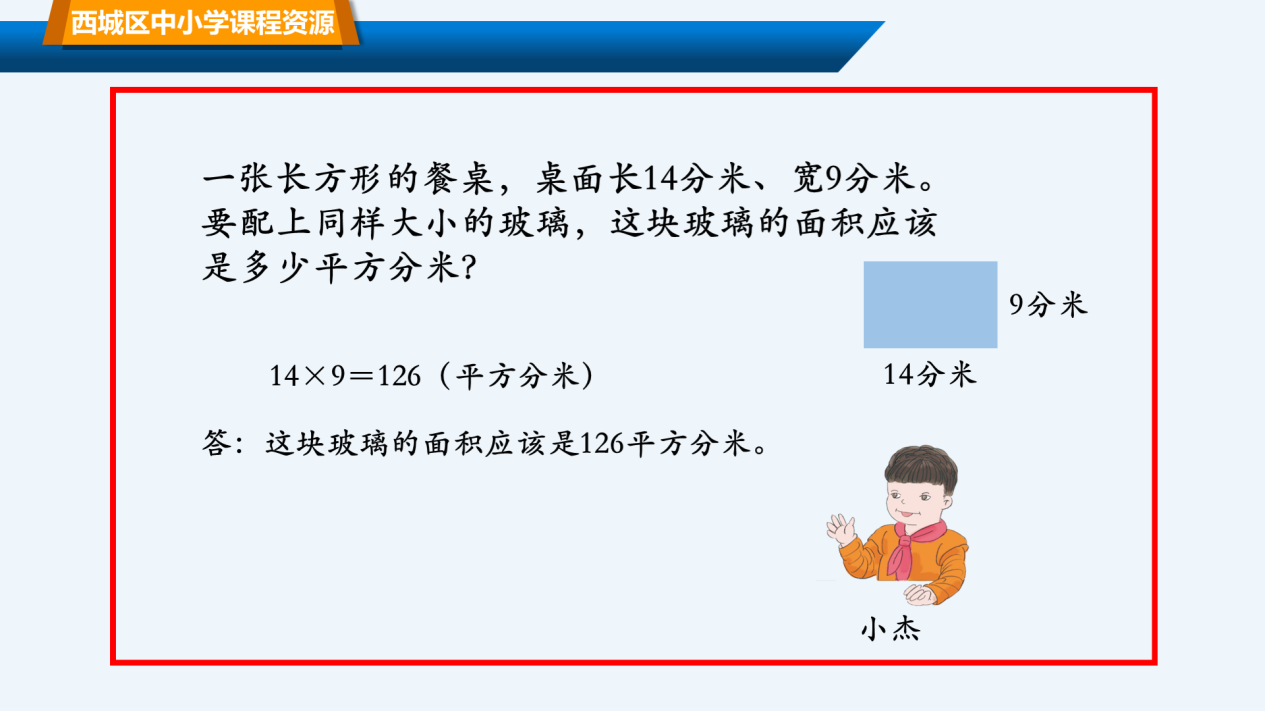 西城区中小学课程资源
一张长方形的餐桌，桌面长14分米、宽9分米。
要配上同样大小的玻璃，这块玻璃的面积应该
是多少平方分米？
9分米
14分米
14×9＝126（平方分米）
答：这块玻璃的面积应该是126平方分米。
小杰